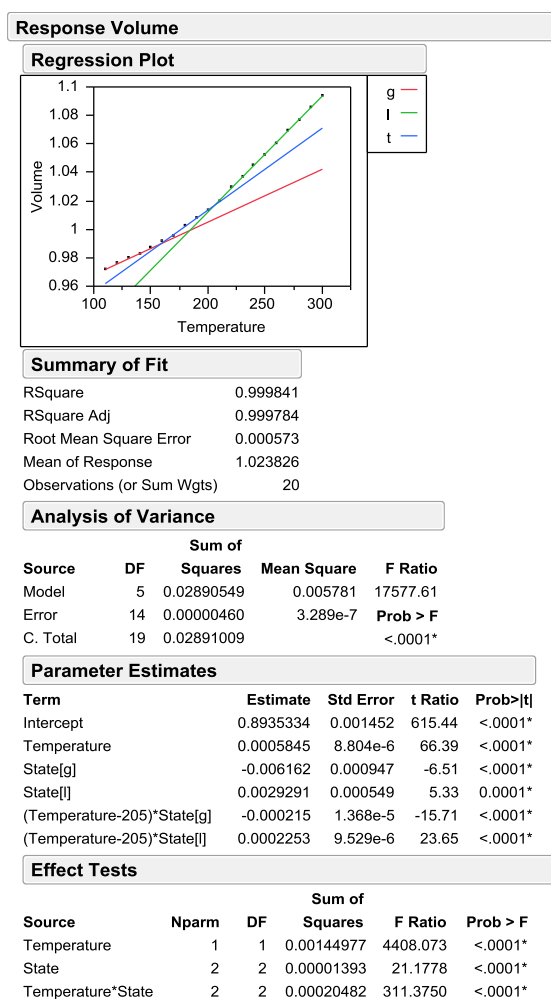 Response Volume
Regression Plot
1.1
1.08
1.06
1.04
1.02
1
0.98
0.96
Volume
100 150 200 250 300
Temperature
g
l
t
Summary of Fit
RSquare 0.999841
RSquare Adj 0.999784
Root Mean Square Error 0.000573
Mean of Response 1.023826
Observations (or Sum Wgts) 20
Analysis of Variance
Sum of
Source DF Squares Mean Square F Ratio
Model 5 0.02890549 0.005781 17577.61
Error 14 0.00000460 3.289e-7 Prob > F
C. Total 19 0.02891009 <.0001*
Parameter Estimates
Term Estimate Std Error t Ratio Prob>|t|
Intercept 0.8935334 0.001452 615.44 <.0001*
Temperature 0.0005845 8.804e-6 66.39 <.0001*
State[g] -0.006162 0.000947 -6.51 <.0001*
State[l] 0.0029291 0.000549 5.33 0.0001*
(Temperature-205)*State[g] -0.000215 1.368e-5 -15.71 <.0001*
(Temperature-205)*State[l] 0.0002253 9.529e-6 23.65 <.0001*
Effect Tests
Sum of
Source Nparm DF Squares F Ratio Prob > F
Temperature 1 1 0.00144977 4408.073 <.0001*
State 2 2 0.00001393 21.1778 <.0001*
Temperature*State 2 2 0.00020482 311.3750 <.0001*